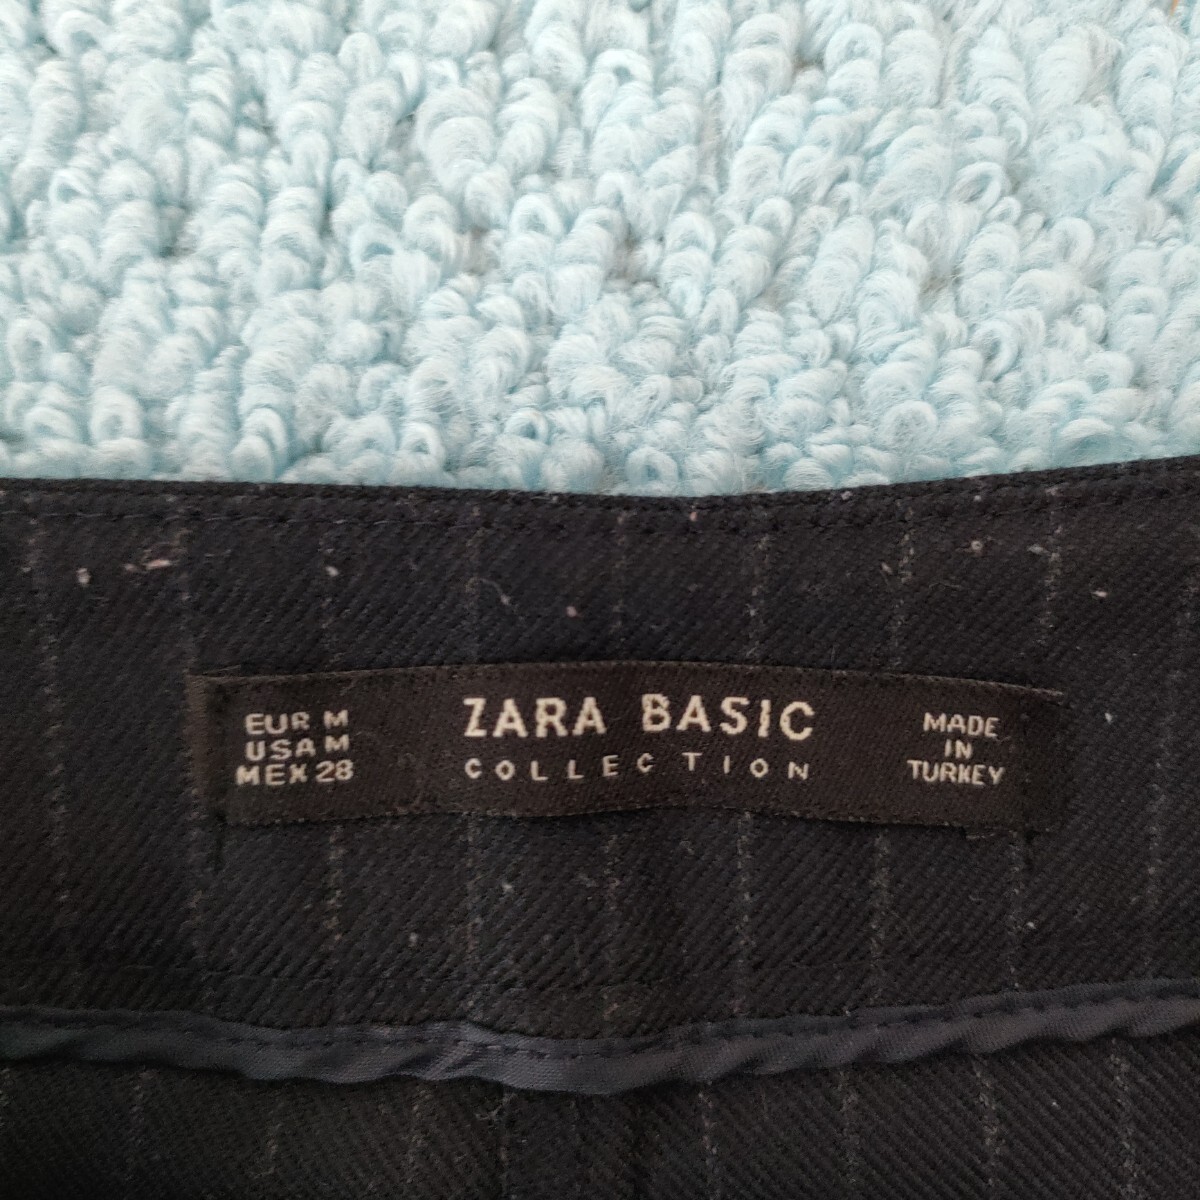 EUR M
USA M
MEX 28
ZARA BASIC
COLLECTION
MADE
IN
TURKEY